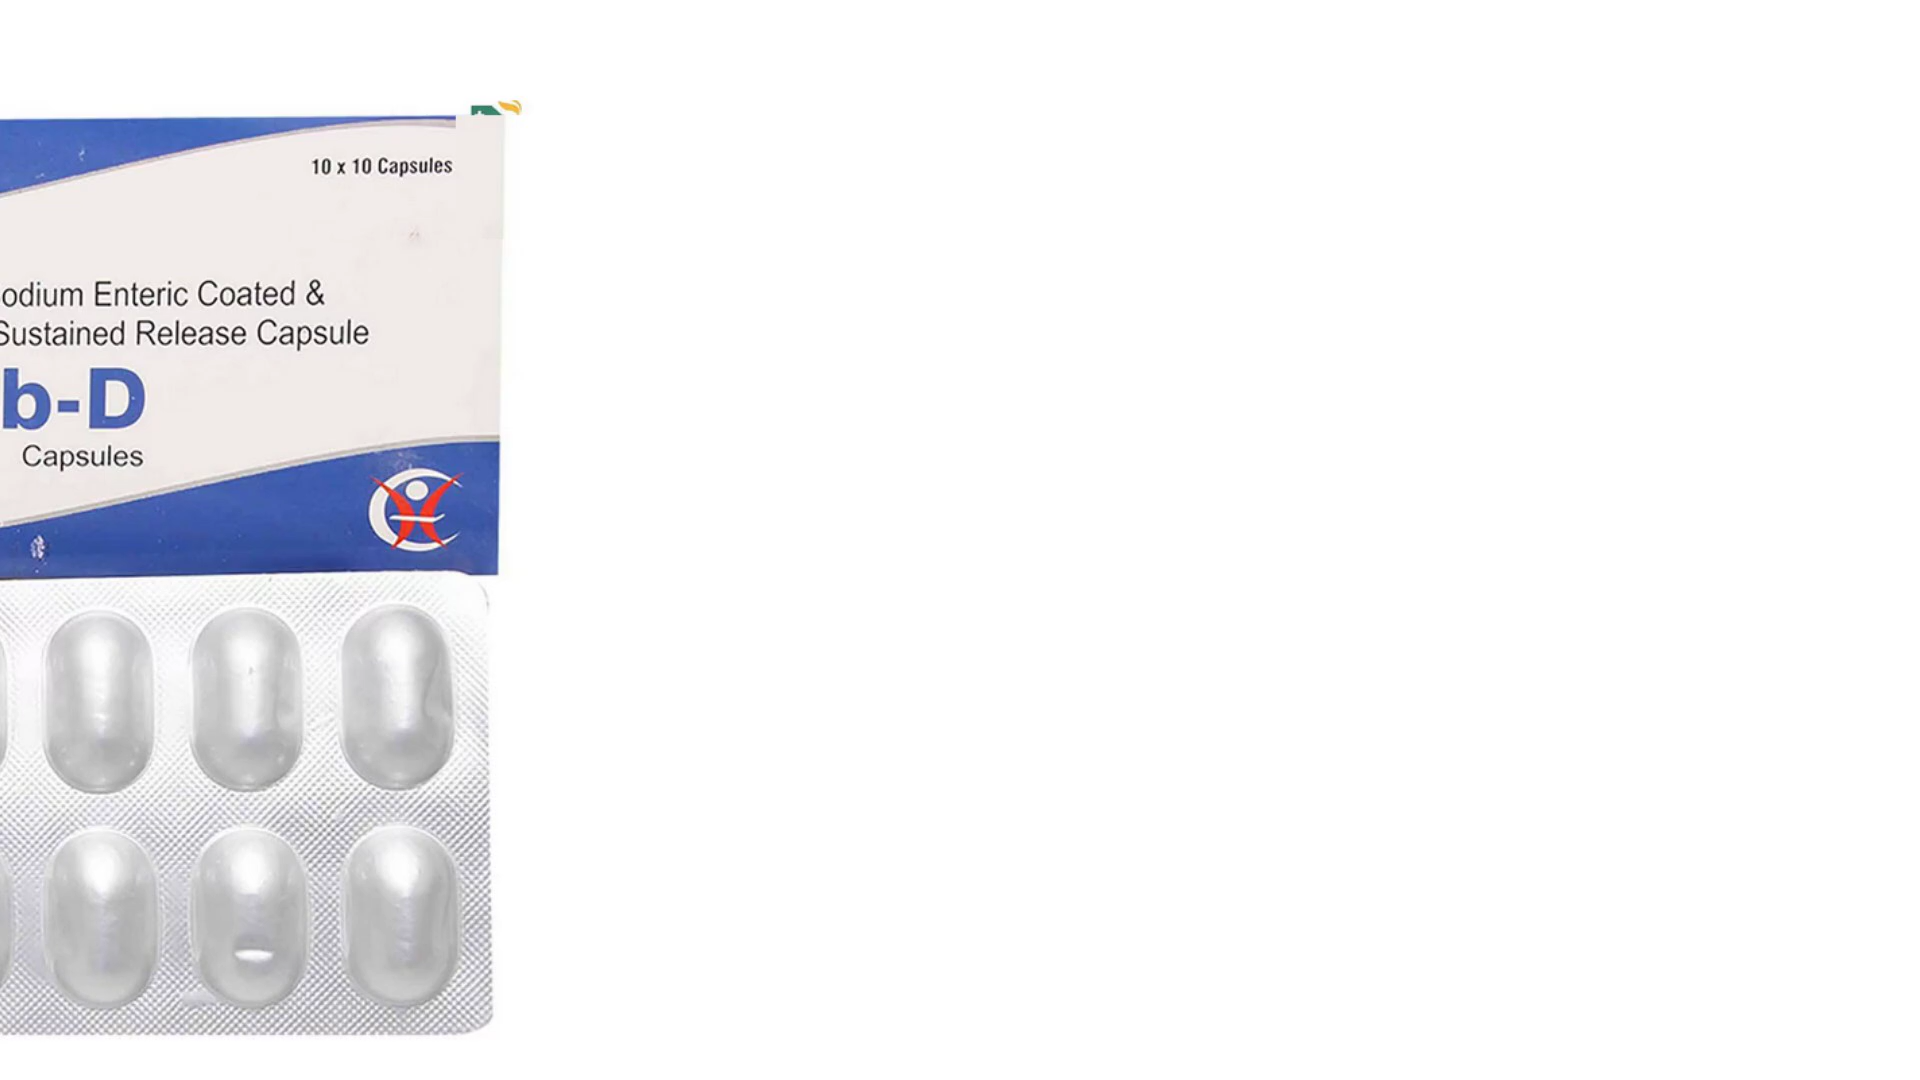 10 x 10 Capsules
odium Enteric Coated &
Sustained Release Capsule
b-D
Capsules